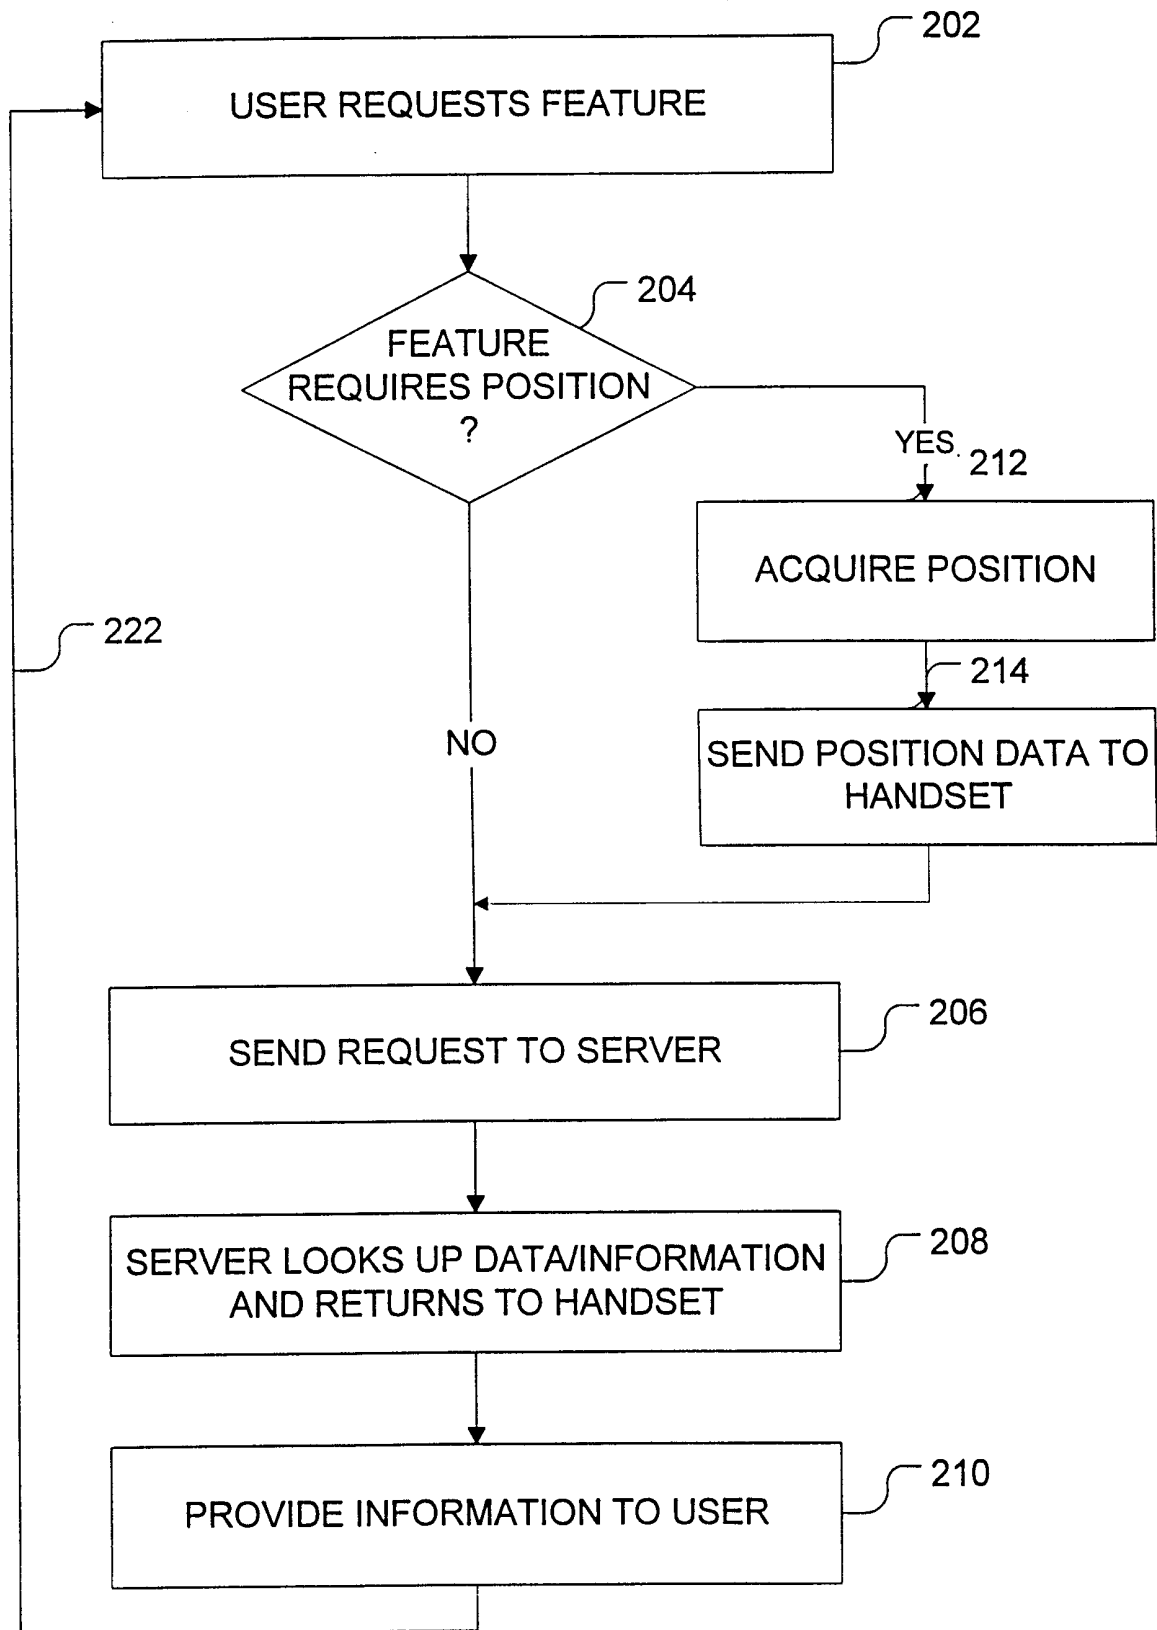 202
USER REQUESTS FEATURE
204
FEATURE
REQUIRES POSITION
?
YES.
212
ACQUIRE POSITION
222
214
NO
SEND POSITION DATA TO
HANDSET
206
SEND REQUEST TO SERVER
208
SERVER LOOKS UP DATA/INFORMATION
AND RETURNS TO HANDSET
210
PROVIDE INFORMATION TO USER